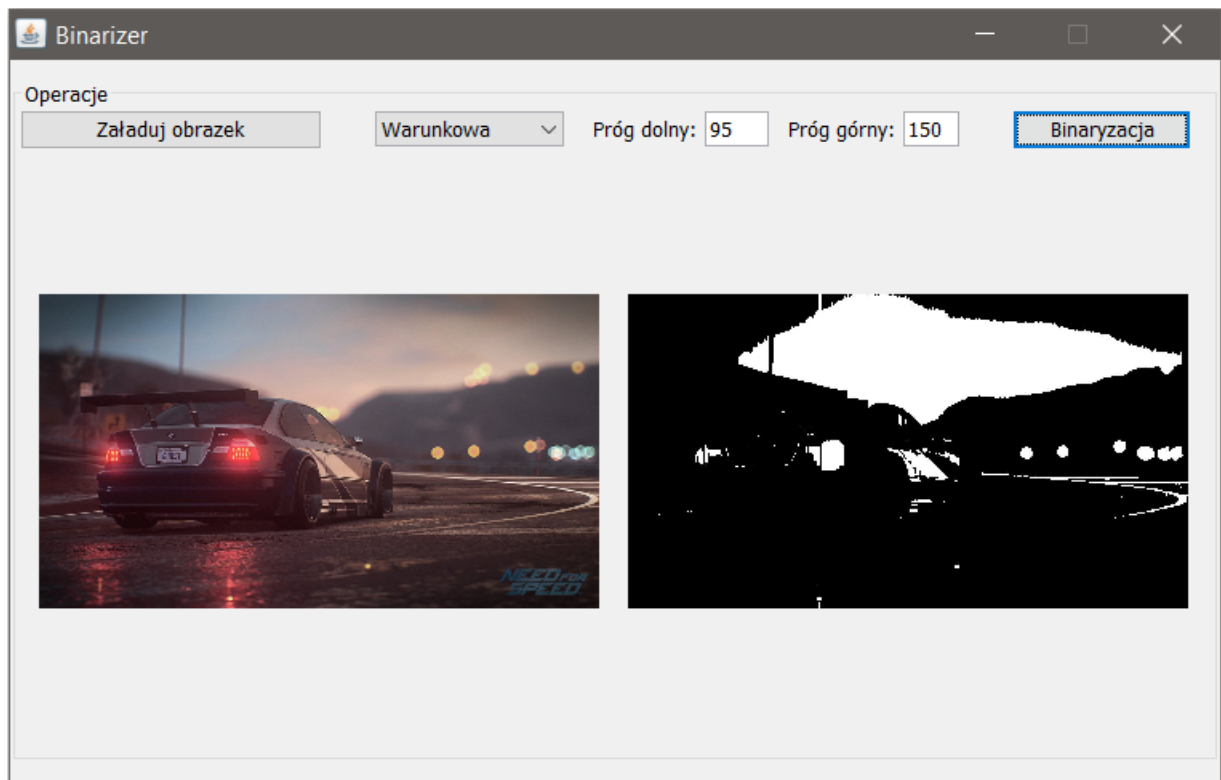 Binarizer
Operacje
Załaduj obrazek Warunkowa Próg dolny: 95 Próg górny: 150 Binaryzacja
NEED FOR
SPEED